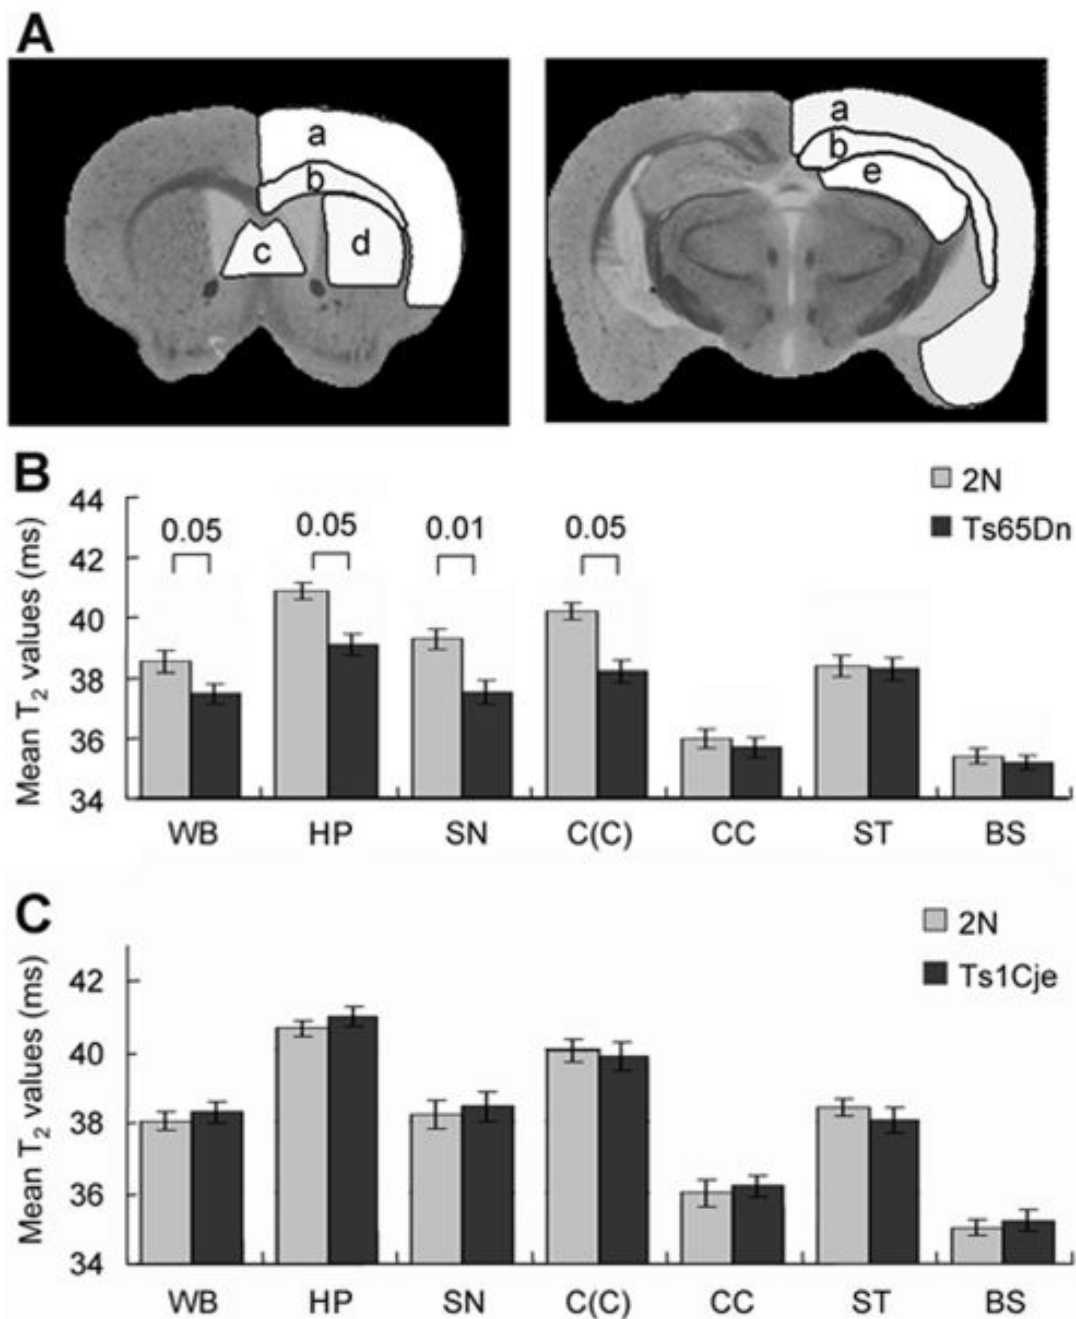 A
a
b
c
d
a
b
e
B
2N
Ts65Dn
Mean T₂ values (ms)
44
42
40
38
36
34
0.05
0.05
0.01
0.05
WB HP SN C(C) CC ST BS
C
2N
Ts1Cje
Mean T₂ values (ms)
42
40
38
36
34
WB HP SN C(C) CC ST BS